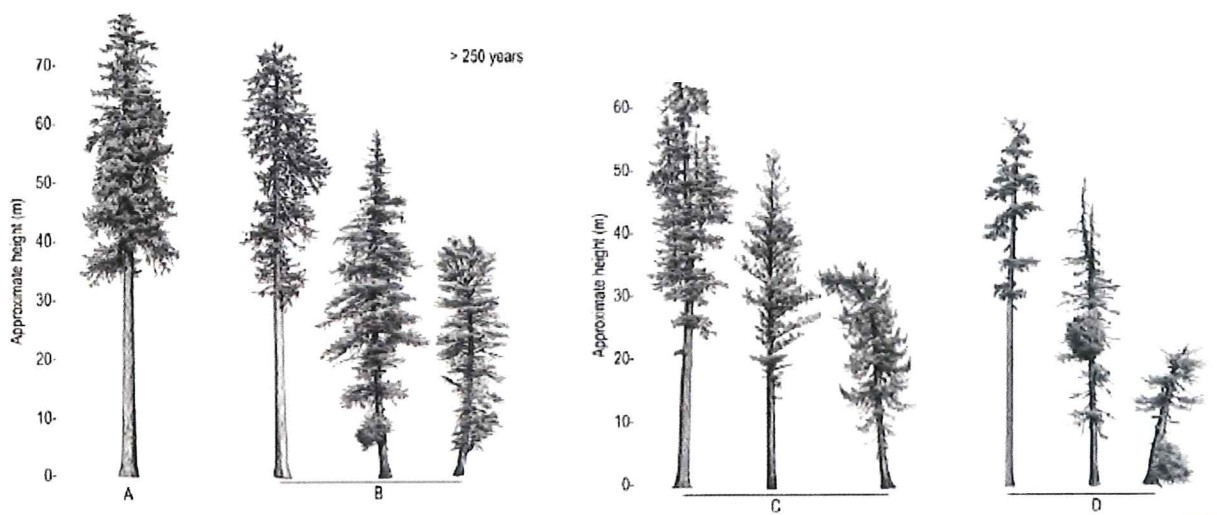 > 250 years
Approximate height (m)
70-
60-
50-
40-
30-
20-
10-
0-
A
B
Approximate height (m)
60-
50-
40-
30-
20-
10-
0-
C
D